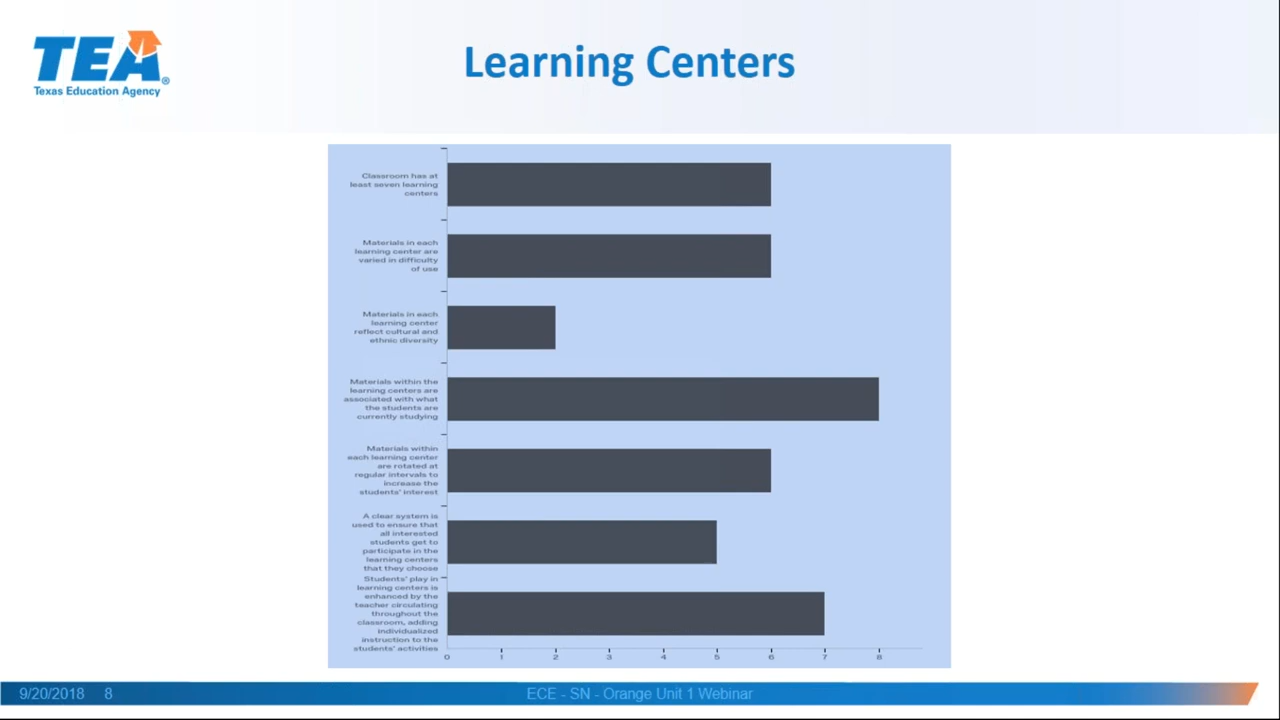 TEA®
Texas Education Agency
Learning Centers
Classroom has at
least seven learning
centers
Materials in each
learning center are
varied in difficulty
of use
Materials in each
learning center
reflect cultural and
ethnic diversity
Materials within the
learning centers are
associated with what
the students are
currently studying
Materials within
each learning center
are rotated at
regular intervals to
increase the
students' interest
A clear system is
used to ensure that
all interested
students get to
participate in the
learning centers
that they choose
Students' play in
learning centers is
enhanced by the
teacher circulating
throughout the
classroom, adding
individualized
instruction to the
students' activities
0 1 2 3 4 5 6 7 8
9/20/2018 8 ECE - SN - Orange Unit 1 Webinar